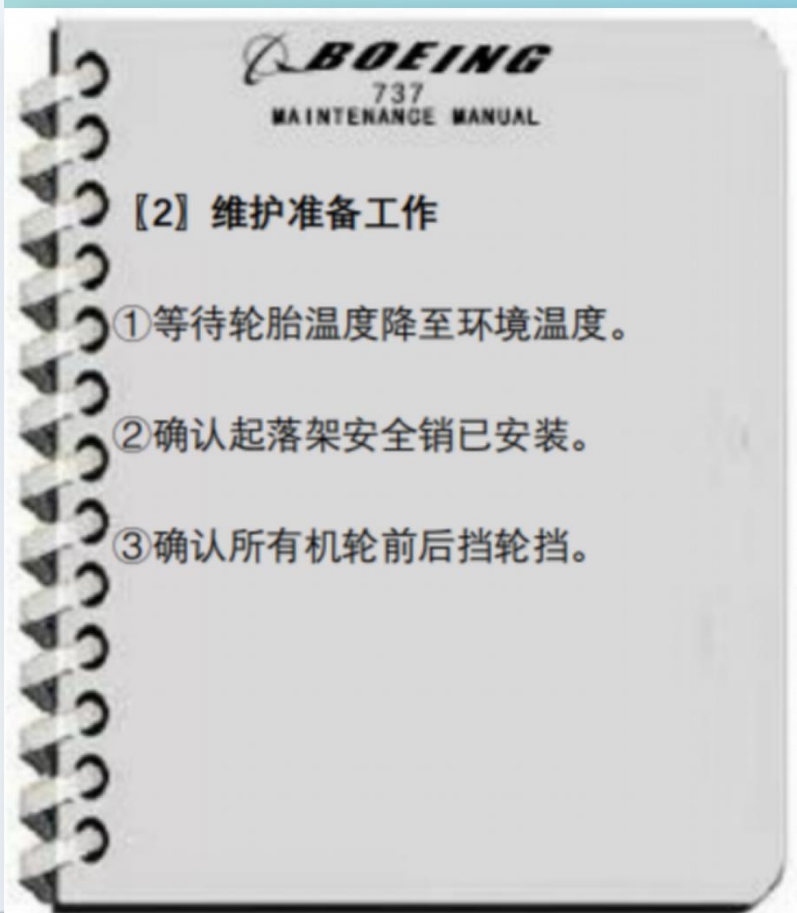 BOEING
737
MAINTENANCE MANUAL
〖2〗维护准备工作
①等待轮胎温度降至环境温度。
②确认起落架安全销已安装。
③确认所有机轮前后挡轮挡。